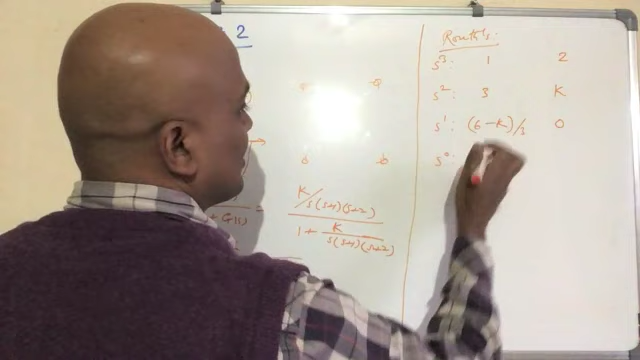 2
K/s(s+1)(s+2)
+ G(s) =
1 + K/s(s+1)(s+2)
Routh's:
s³: 1 2
s²: 3 K
s¹: (6-K)/3 0
s⁰: